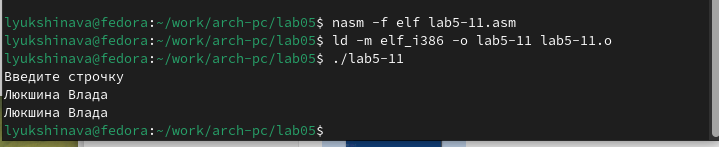 lyukshinava@fedora:~/work/arch-pc/lab05$ nasm -f elf lab5-11.asm
lyukshinava@fedora:~/work/arch-pc/lab05$ ld -m elf_i386 -o lab5-11 lab5-11.o
lyukshinava@fedora:~/work/arch-pc/lab05$ ./lab5-11
Введите строчку
Люкшина Влада
Люкшина Влада
lyukshinava@fedora:~/work/arch-pc/lab05$